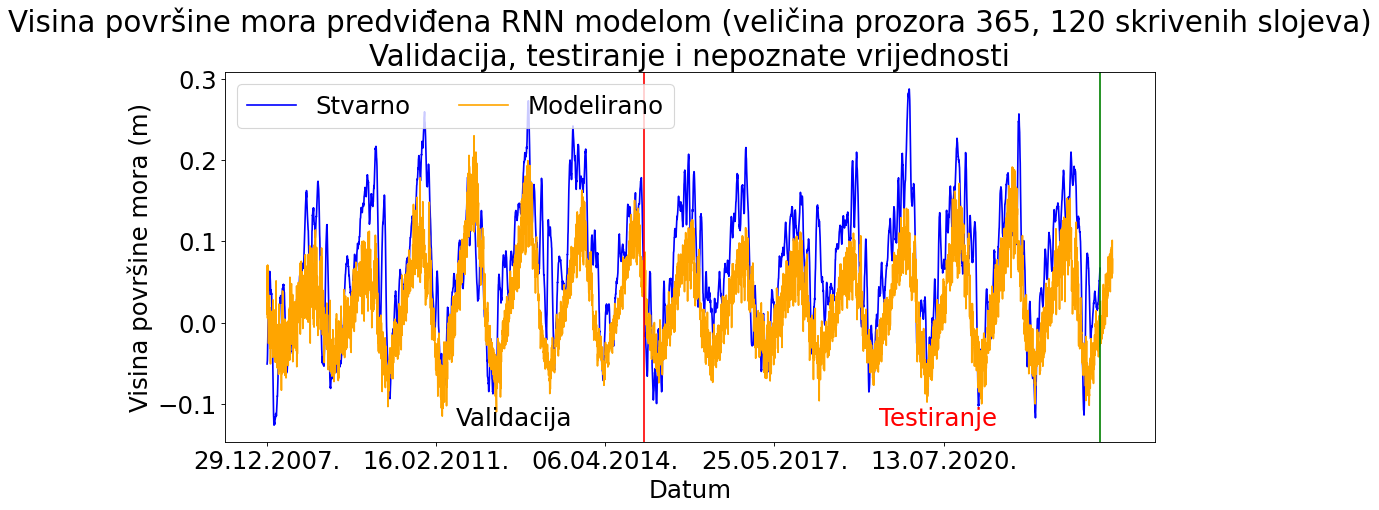 Visina površine mora predviđena RNN modelom (veličina prozora 365, 120 skrivenih slojeva)
Validacija, testiranje i nepoznate vrijednosti
Stvarno
Modelirano
Visina površine mora (m)
0.3
0.2
0.1
0.0
−0.1
Validacija
Testiranje
29.12.2007.
16.02.2011.
06.04.2014.
25.05.2017.
13.07.2020.
Datum